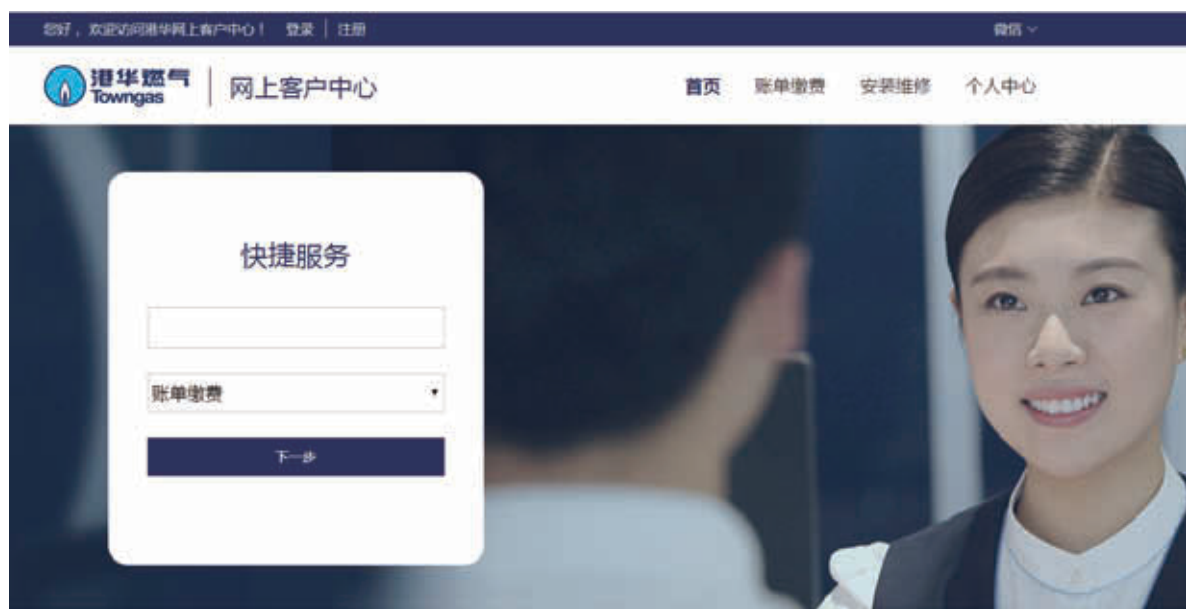 您好，欢迎访问港华网上客户中心！ 登录 | 注册 微信
港华燃气 Towngas | 网上客户中心 首页 账单缴费 安装维修 个人中心
快捷服务
账单缴费
下一步